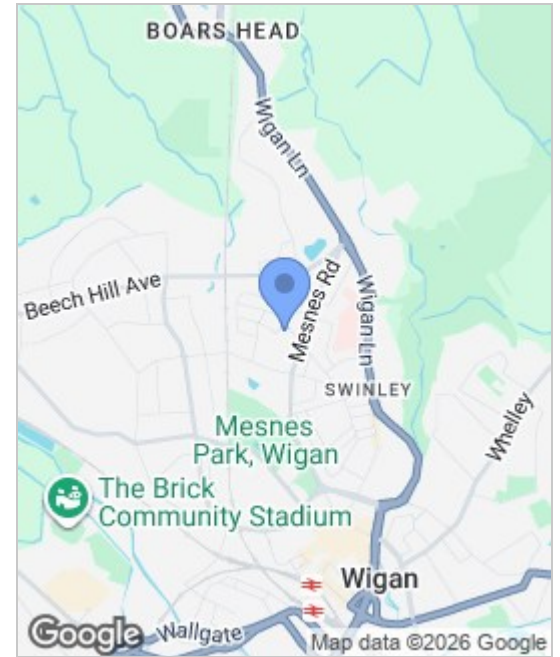 BOARS HEAD
Wigan Ln
Beech Hill Ave
Mesnes Rd
Wigan Ln
SWINLEY
Whelley
Mesnes
Park, Wigan
The Brick
Community Stadium
Wigan
Wallgate
Google
Map data ©2026 Google